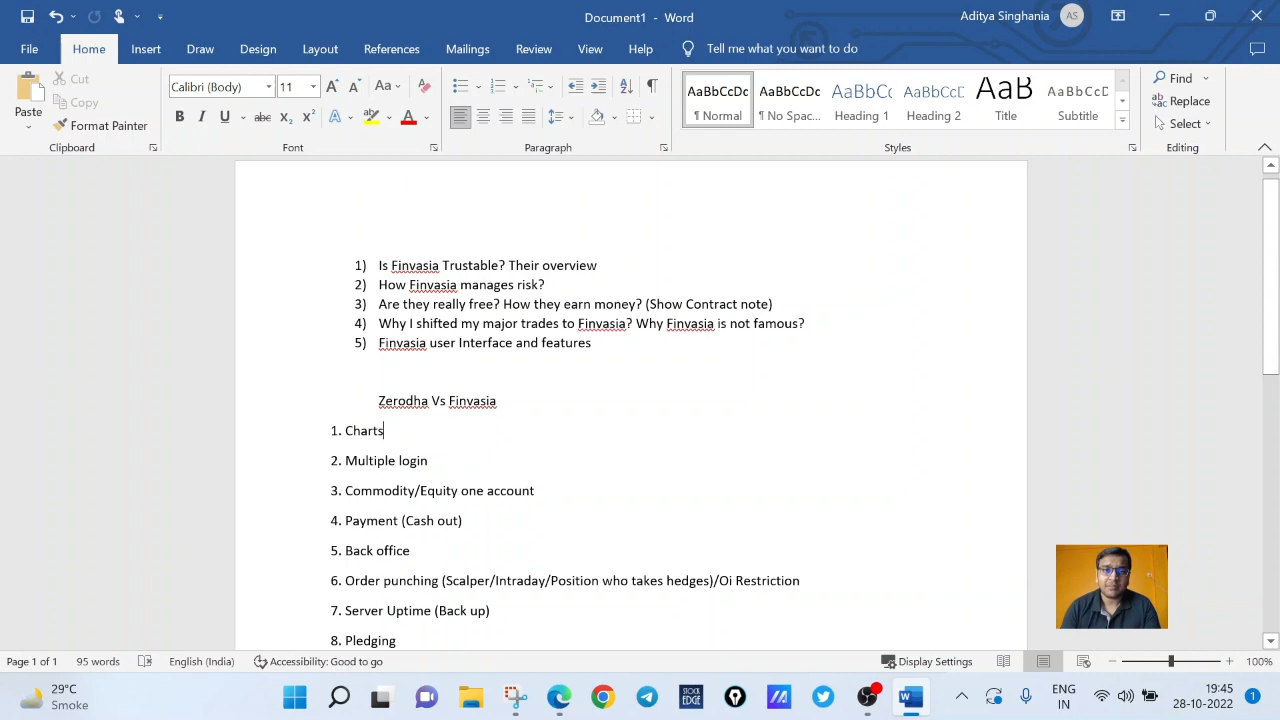 Document1 - Word
Aditya Singhania
AS
File Home Insert Draw Design Layout References Mailings Review View Help Tell me what you want to do
Paste
Cut
Copy
Format Painter
Clipboard
Calibri (Body) 11
Font
Paragraph
AaBbCcDc AaBbCcDc AaBbCc AaBbCcC AaB AaBbCcC
¶ Normal ¶ No Spac... Heading 1 Heading 2 Title Subtitle
Styles
Find
Replace
Select
Editing
1) Is Finvasia Trustable? Their overview
2) How Finvasia manages risk?
3) Are they really free? How they earn money? (Show Contract note)
4) Why I shifted my major trades to Finvasia? Why Finvasia is not famous?
5) Finvasia user Interface and features
Zerodha Vs Finvasia
1. Charts
2. Multiple login
3. Commodity/Equity one account
4. Payment (Cash out)
5. Back office
6. Order punching (Scalper/Intraday/Position who takes hedges)/Oi Restriction
7. Server Uptime (Back up)
8. Pledging
Page 1 of 1 95 words English (India) Accessibility: Good to go Display Settings 100%
29°C
Smoke
STOCK EDGE
ENG
IN
19:45
28-10-2022
1